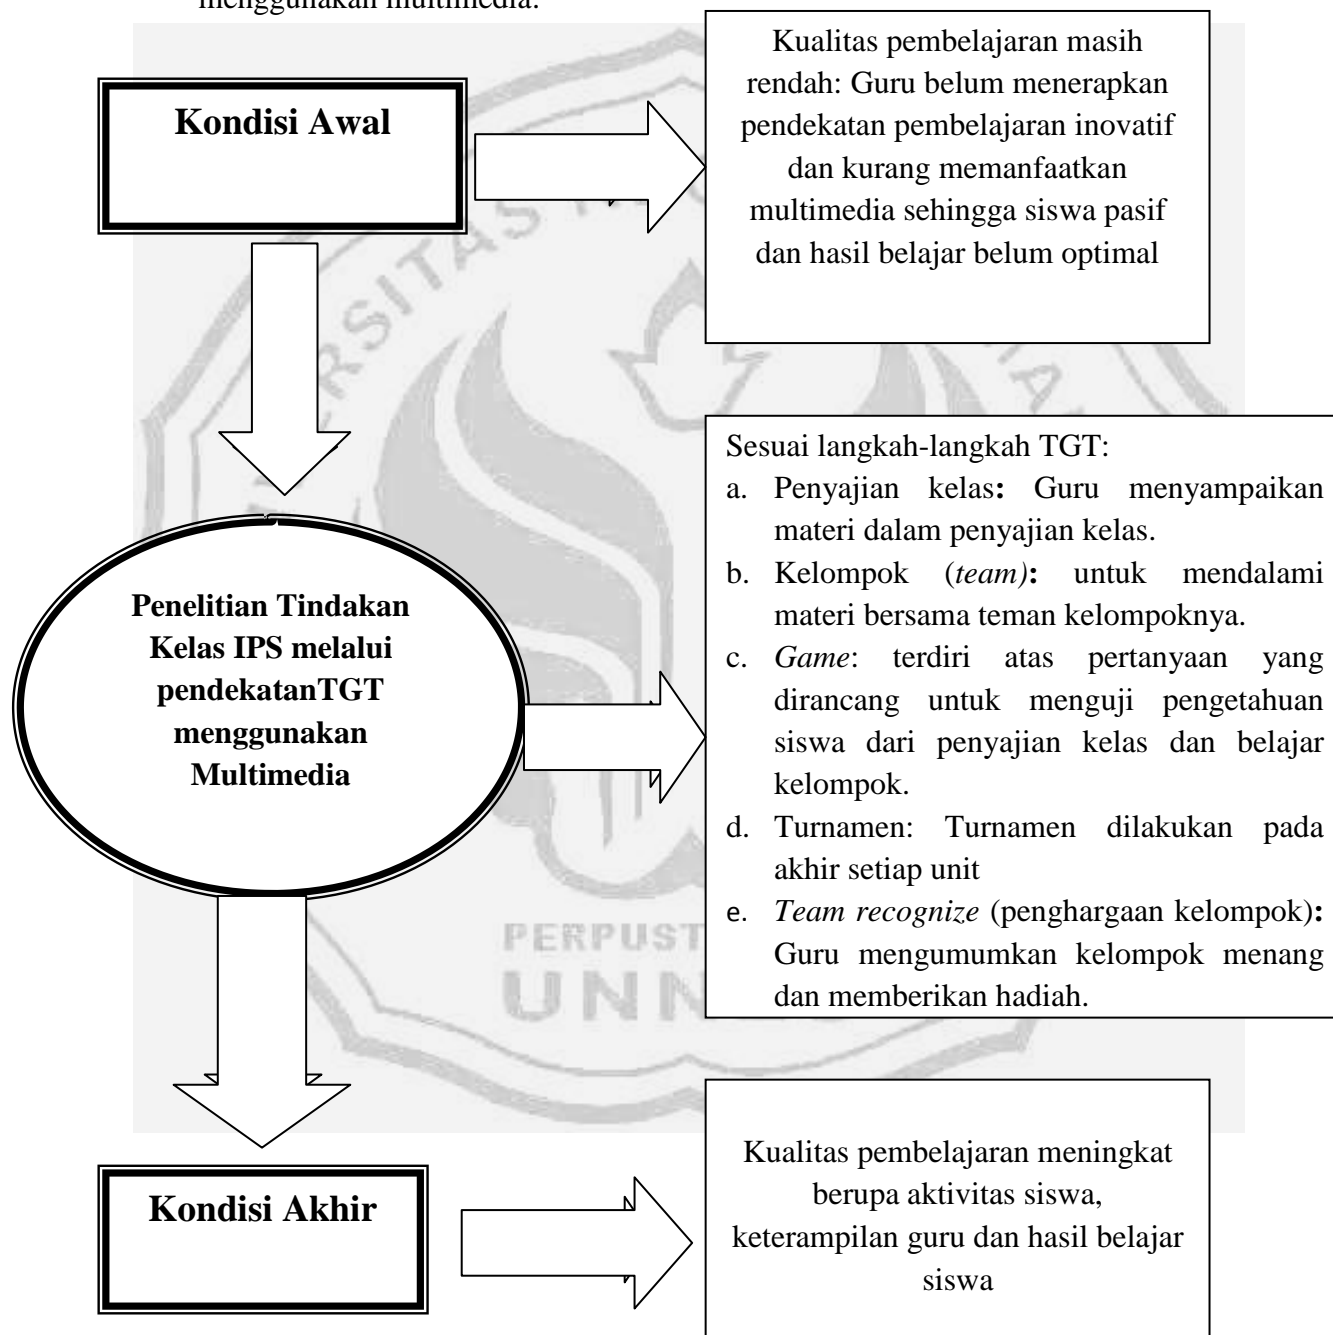 menggunakan multimedia.
Kondisi Awal
Kualitas pembelajaran masih
rendah: Guru belum menerapkan
pendekatan pembelajaran inovatif
dan kurang memanfaatkan
multimedia sehingga siswa pasif
dan hasil belajar belum optimal
Penelitian Tindakan
Kelas IPS melalui
pendekatanTGT
menggunakan
Multimedia
Sesuai langkah-langkah TGT:
a. Penyajian kelas: Guru menyampaikan
materi dalam penyajian kelas.
b. Kelompok (team): untuk mendalami
materi bersama teman kelompoknya.
c. Game: terdiri atas pertanyaan yang
dirancang untuk menguji pengetahuan
siswa dari penyajian kelas dan belajar
kelompok.
d. Turnamen: Turnamen dilakukan pada
akhir setiap unit
e. Team recognize (penghargaan kelompok):
Guru mengumumkan kelompok menang
dan memberikan hadiah.
Kondisi Akhir
Kualitas pembelajaran meningkat
berupa aktivitas siswa,
keterampilan guru dan hasil belajar
siswa